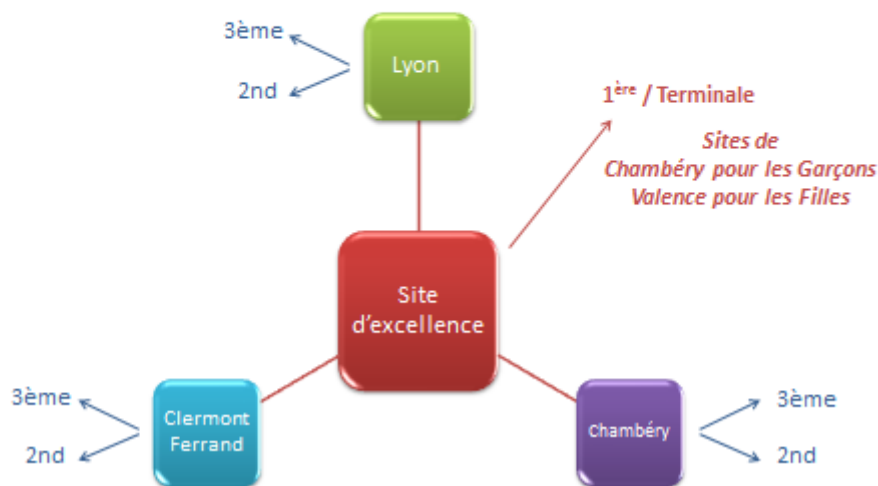 3ème
2nd
Lyon
1ère / Terminale
Sites de
Chambéry pour les Garçons
Valence pour les Filles
Site
d'excellence
3ème
2nd
Clermont
Ferrand
Chambéry
3ème
2nd